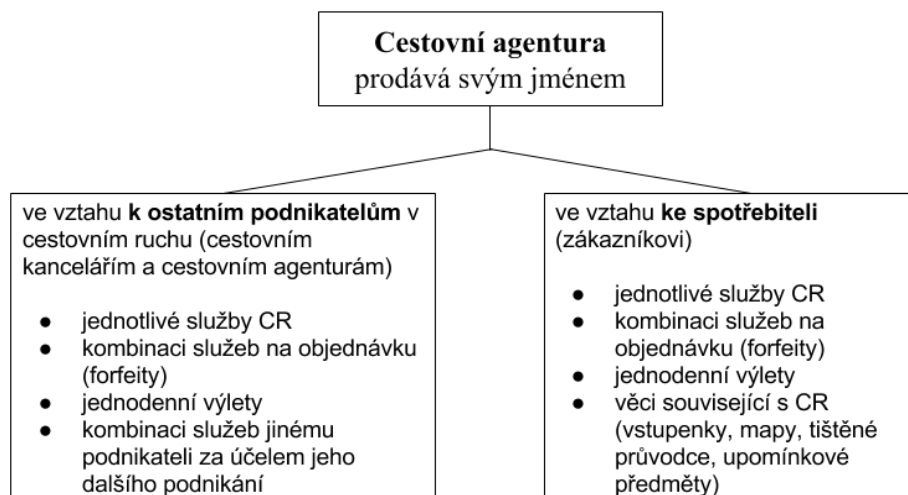 Cestovní agentura
prodává svým jménem
ve vztahu k ostatním podnikatelům v
cestovním ruchu (cestovním
kancelářím a cestovním agenturám)
● jednotlivé služby CR
● kombinaci služeb na objednávku
(forfeity)
● jednodenní výlety
● kombinaci služeb jinému
podnikateli za účelem jeho
dalšího podnikání
ve vztahu ke spotřebiteli
(zákazníkovi)
● jednotlivé služby CR
● kombinaci služeb na
objednávku (forfeity)
● jednodenní výlety
● věci související s CR
(vstupenky, mapy, tištěné
průvodce, upomínkové
předměty)